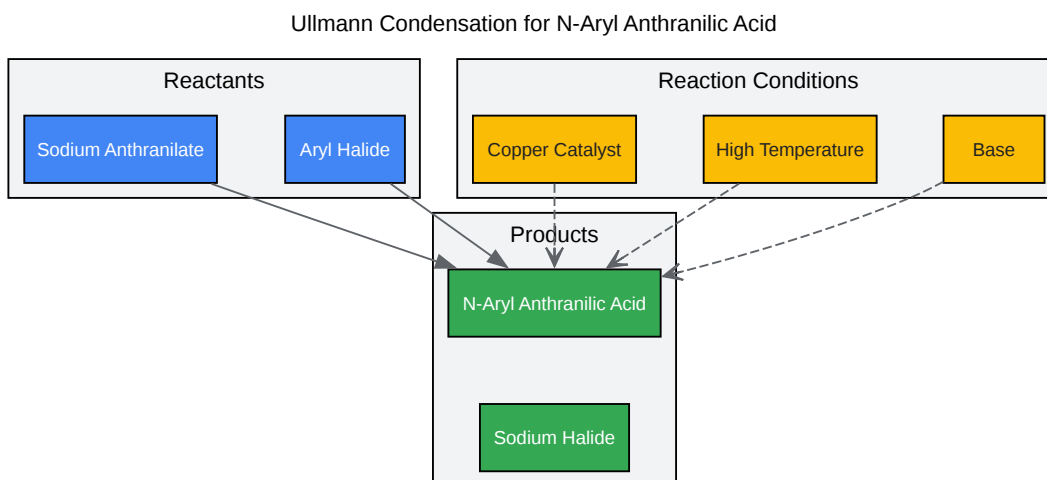 Ullmann Condensation for N-Aryl Anthranilic Acid
Reactants
Reaction Conditions
Sodium Anthranilate
Aryl Halide
Copper Catalyst
High Temperature
Base
Products
N-Aryl Anthranilic Acid
Sodium Halide